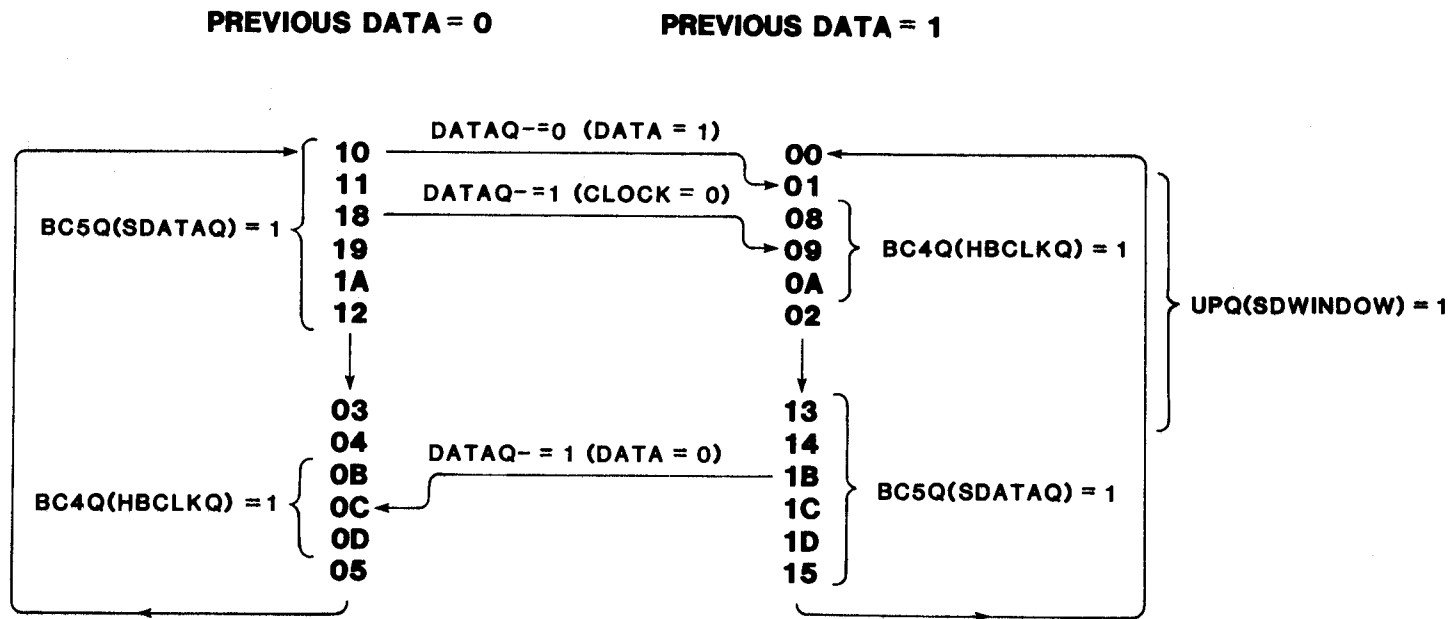 PREVIOUS DATA = 0
PREVIOUS DATA = 1
DATAQ-=0 (DATA = 1)
DATAQ-=1 (CLOCK = 0)
BC5Q(SDATAQ) = 1
10
11
18
19
1A
12
00
01
08
09
0A
02
BC4Q(HBCLKQ) = 1
UPQ(SDWINDOW) = 1
03
04
0B
0C
0D
05
BC4Q(HBCLKQ) = 1
DATAQ- = 1 (DATA = 0)
13
14
1B
1C
1D
15
BC5Q(SDATAQ) = 1